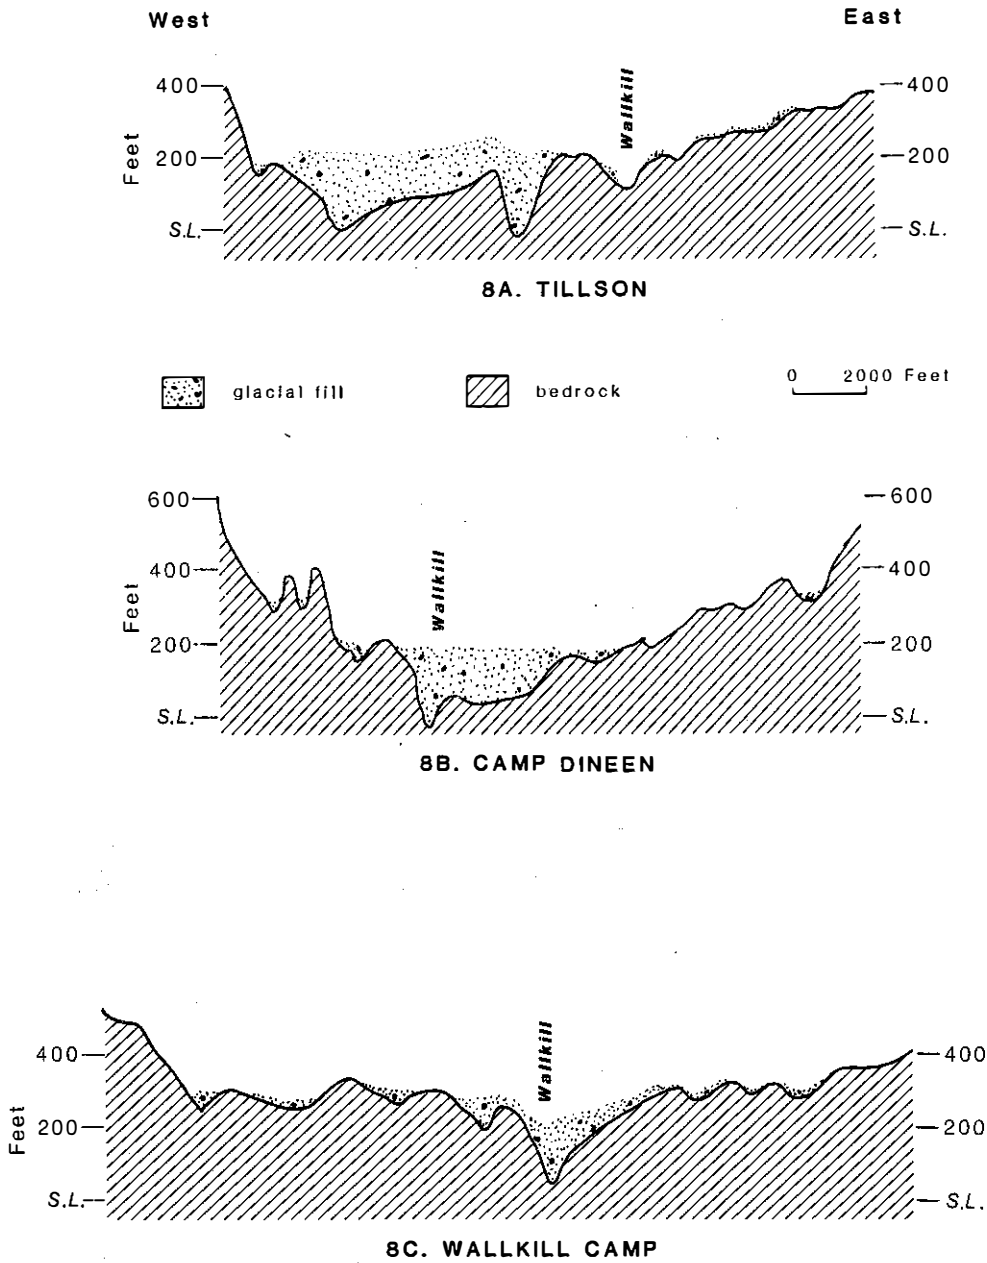 West East
400 400
Wallkill
Feet
200 200
S.L. S.L.
8A. TILLSON
glacial fill bedrock 0 2000 Feet
600 600
400 400
Wallkill
Feet
200 200
S.L. S.L.
8B. CAMP DINEEN
400 400
Wallkill
Feet
200 200
S.L. S.L.
8C. WALLKILL CAMP